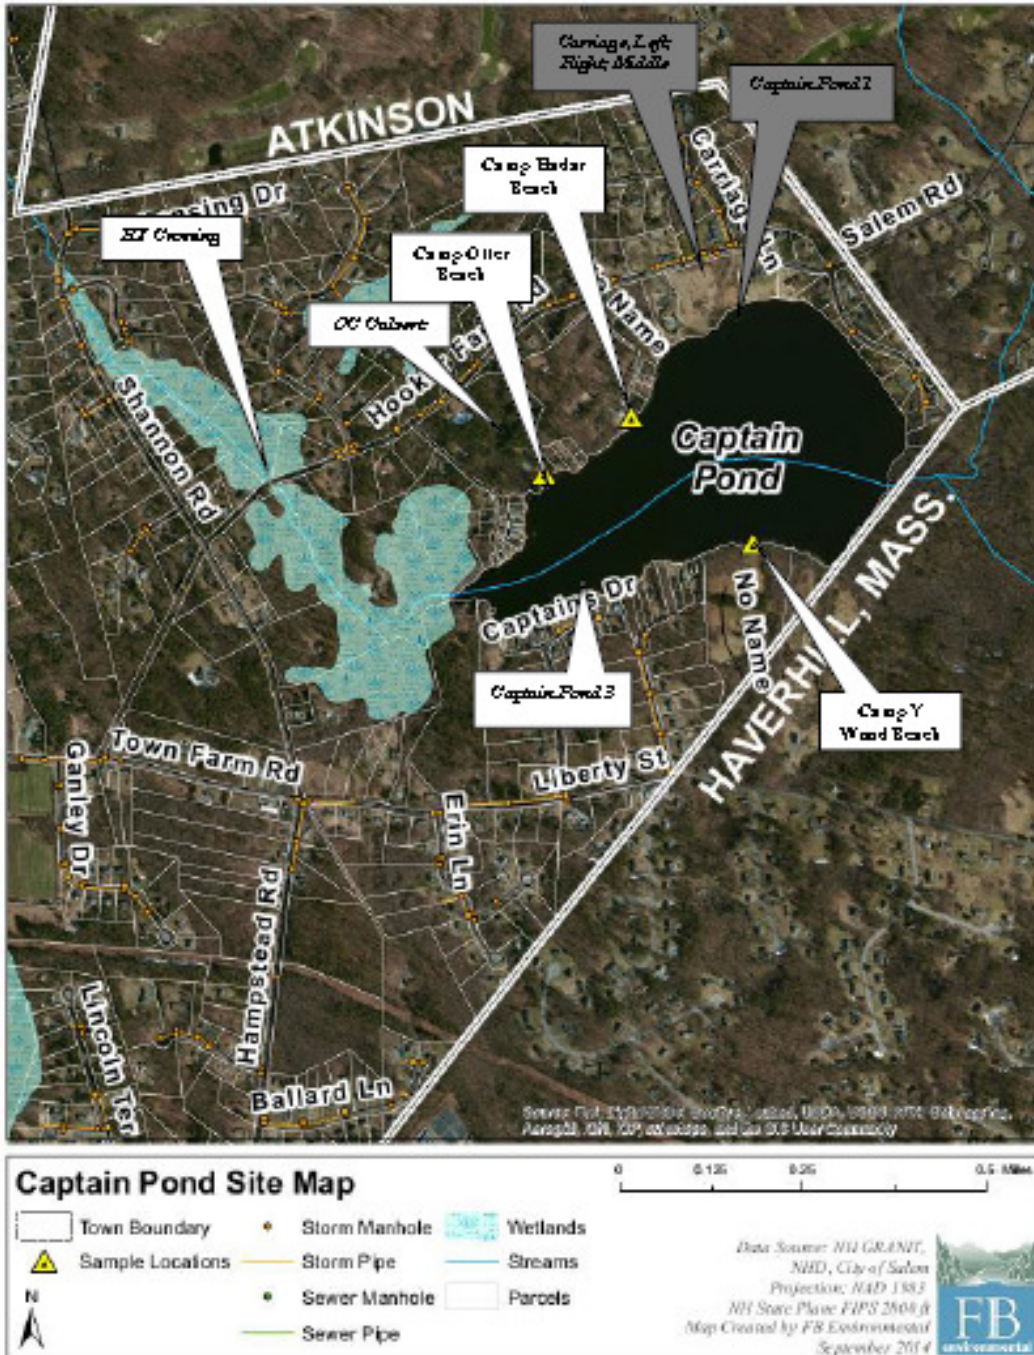 Carriage, Left,
Right, Middle
Captain Pond 1
ATKINSON
Camp Hadar
Beach
Carriage Ln
Salem Rd
Dr
HF Crossing
Camp Otter
Beach
No Name
OC Culvert
Shannon Rd
Captain
Pond
Captains Dr
No Name
HAVERHILL, MASS.
Captain Pond 3
Camp Y
Wood Beach
Town Farm Rd
Liberty St
Ganley Dr
Erin Ln
Hampstead Rd
Lincoln Ter
Ballard Ln
Captain Pond Site Map
0 0.125 0.25 0.5 Miles
Town Boundary
Storm Manhole
Wetlands
Sample Locations
Storm Pipe
Streams
N
Sewer Manhole
Parcels
Sewer Pipe
Data Source: NH GRANIT,
NHD, City of Salem
Projection: NAD 1983
NH State Plane FIPS 2800 ft
Map Created by FB Environmental
September 2014
FB
environmental